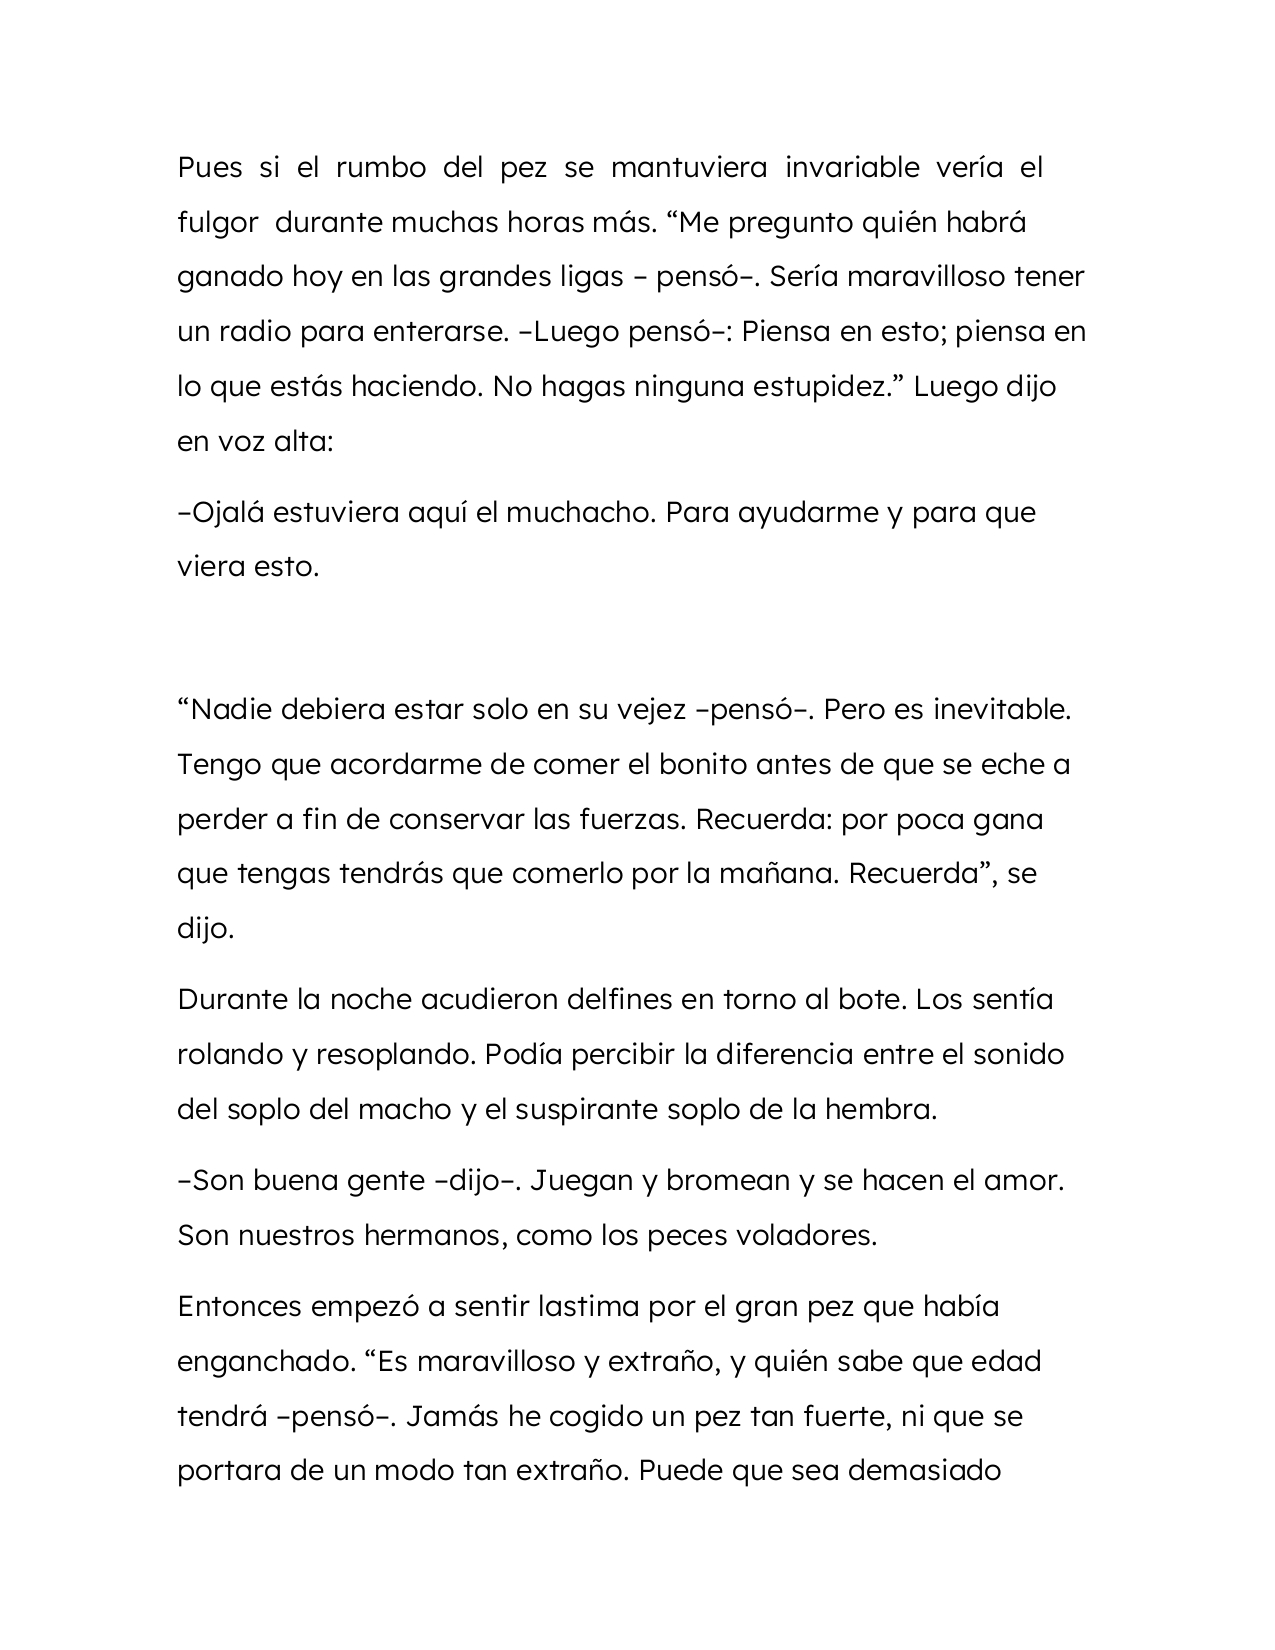 Pues si el rumbo del pez se mantuviera invariable vería el
fulgor durante muchas horas más. “Me pregunto quién habrá
ganado hoy en las grandes ligas – pensó–. Sería maravilloso tener
un radio para enterarse. –Luego pensó–: Piensa en esto; piensa en
lo que estás haciendo. No hagas ninguna estupidez.” Luego dijo
en voz alta:
–Ojalá estuviera aquí el muchacho. Para ayudarme y para que
viera esto.
“Nadie debiera estar solo en su vejez –pensó–. Pero es inevitable.
Tengo que acordarme de comer el bonito antes de que se eche a
perder a fin de conservar las fuerzas. Recuerda: por poca gana
que tengas tendrás que comerlo por la mañana. Recuerda”, se
dijo.
Durante la noche acudieron delfines en torno al bote. Los sentía
rolando y resoplando. Podía percibir la diferencia entre el sonido
del soplo del macho y el suspirante soplo de la hembra.
–Son buena gente –dijo–. Juegan y bromean y se hacen el amor.
Son nuestros hermanos, como los peces voladores.
Entonces empezó a sentir lastima por el gran pez que había
enganchado. “Es maravilloso y extraño, y quién sabe que edad
tendrá –pensó–. Jamás he cogido un pez tan fuerte, ni que se
portara de un modo tan extraño. Puede que sea demasiado